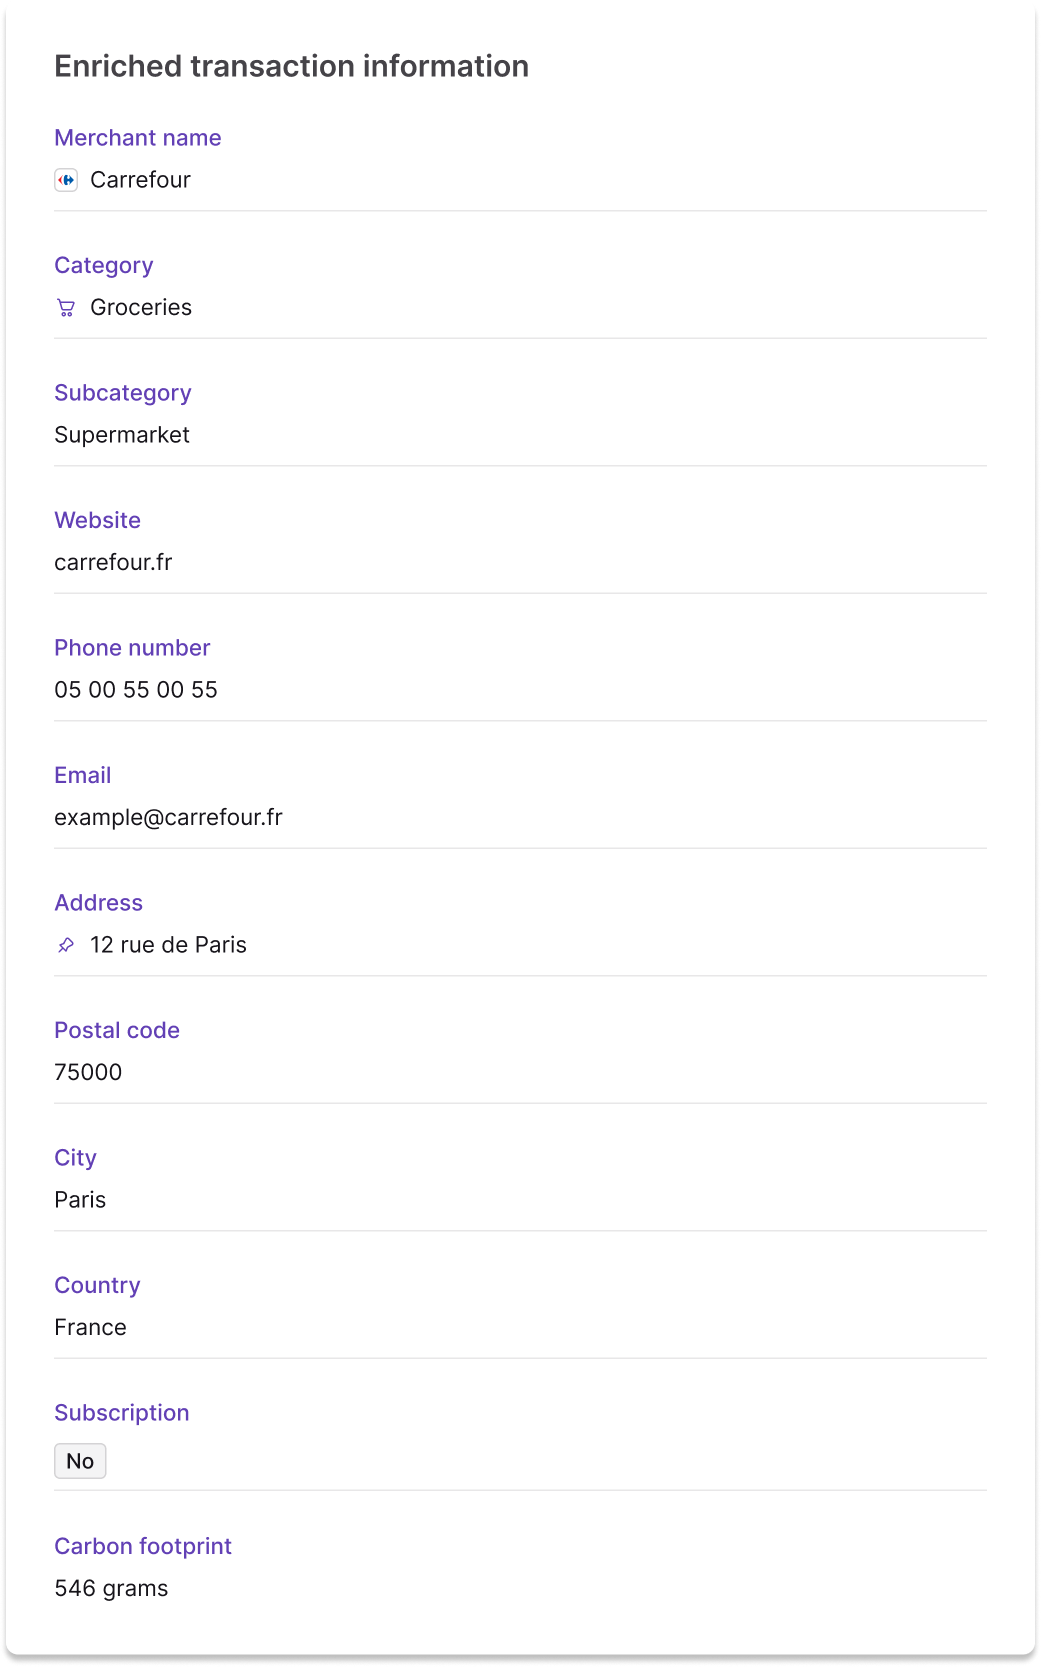 Enriched transaction information
Merchant name
Carrefour
Category
Groceries
Subcategory
Supermarket
Website
carrefour.fr
Phone number
05 00 55 00 55
Email
example@carrefour.fr
Address
12 rue de Paris
Postal code
75000
City
Paris
Country
France
Subscription
No
Carbon footprint
546 grams